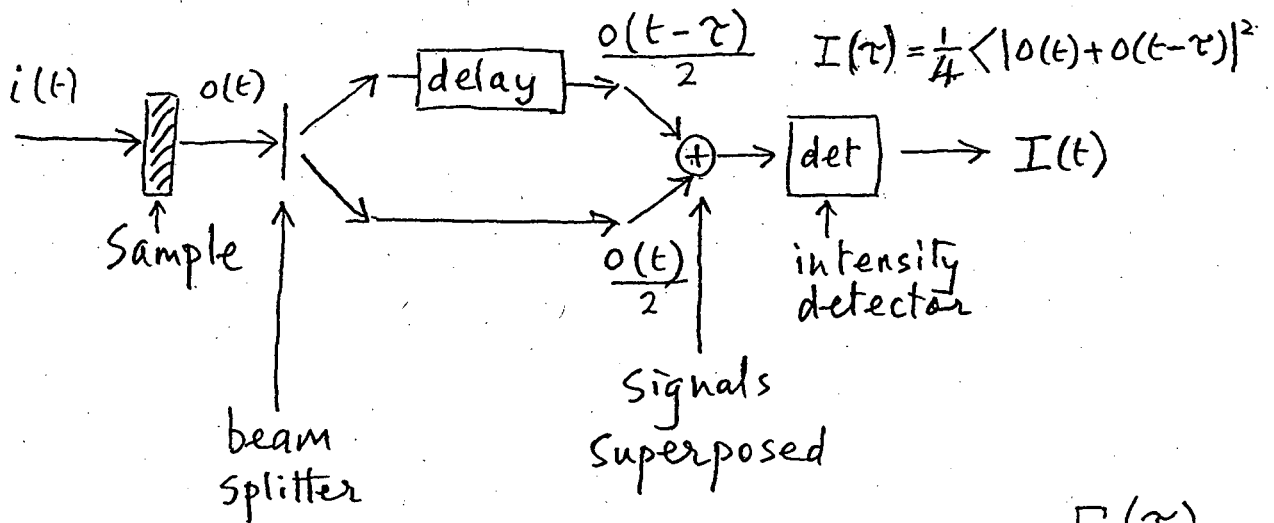 o(t-τ)
2
I(τ) = 1/4 <|o(t)+o(t-τ)|²
i(t)
o(t)
delay
+
det
I(t)
Sample
o(t)
2
intensity
detector
Signals
Superposed
beam
Splitter
Γ(τ)